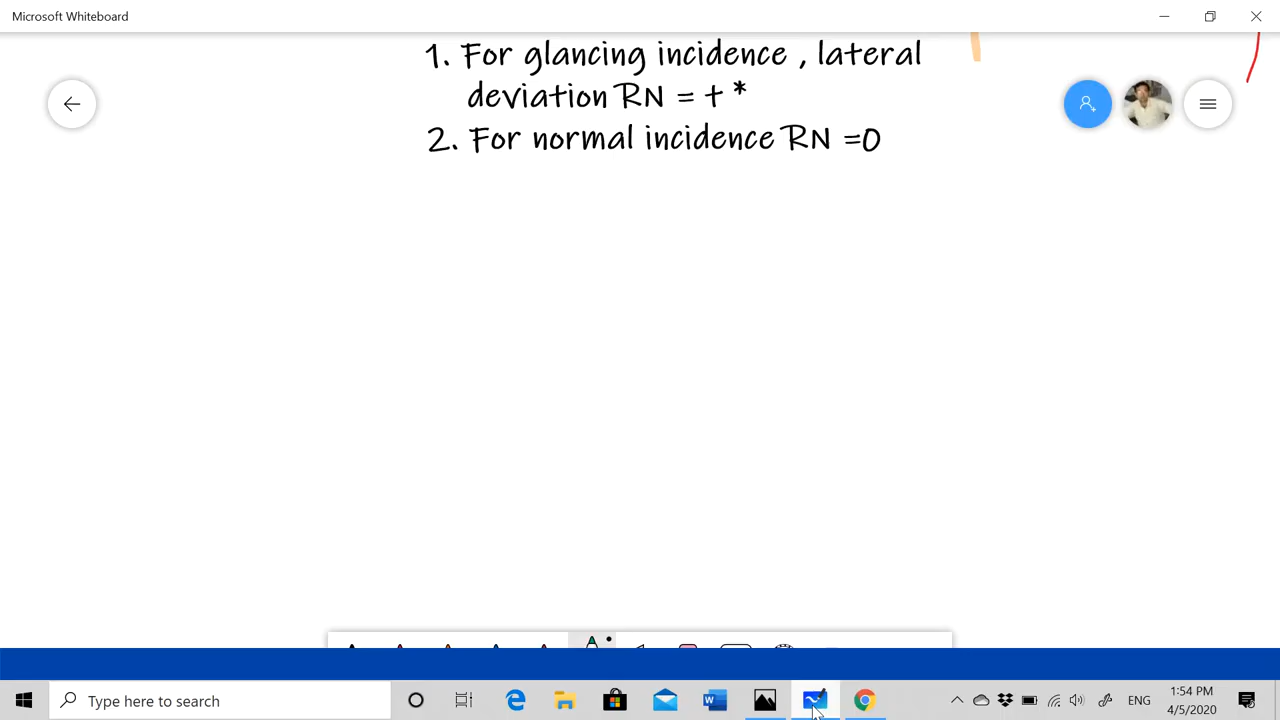 Microsoft Whiteboard
1. For glancing incidence , lateral
deviation RN = t *
2. For normal incidence RN =0
Type here to search
ENG
1:54 PM
4/5/2020